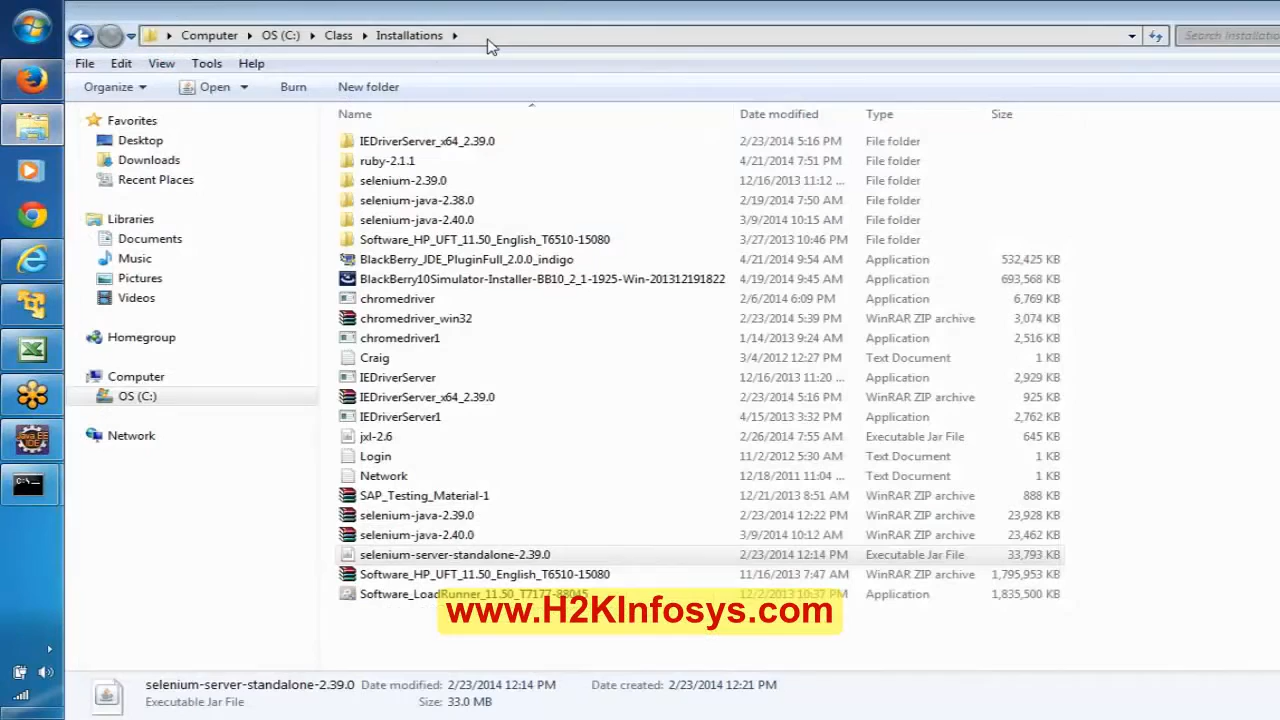 Computer OS (C:) Class Installations Search Installatio
File Edit View Tools Help
Organize Open Burn New folder
Name Date modified Type Size
Favorites
Desktop
Downloads
Recent Places
Libraries
Documents
Music
Pictures
Videos
Homegroup
Computer
OS (C:)
Network
IEDriverServer_x64_2.39.0 2/23/2014 5:16 PM File folder
ruby-2.1.1 4/21/2014 7:51 PM File folder
selenium-2.39.0 12/16/2013 11:12 ... File folder
selenium-java-2.38.0 2/19/2014 7:50 AM File folder
selenium-java-2.40.0 3/9/2014 10:15 AM File folder
Software_HP_UFT_11.50_English_T6510-15080 3/27/2013 10:46 PM File folder
BlackBerry_JDE_PluginFull_2.0.0_indigo 4/21/2014 9:54 AM Application 532,425 KB
BlackBerry10Simulator-Installer-BB10_2_1-1925-Win-201312191822 4/19/2014 9:45 AM Application 693,568 KB
chromedriver 2/6/2014 6:09 PM Application 6,769 KB
chromedriver_win32 2/23/2014 5:39 PM WinRAR ZIP archive 3,074 KB
chromedriver1 1/14/2013 9:24 AM Application 2,516 KB
Craig 3/4/2012 12:27 PM Text Document 1 KB
IEDriverServer 12/16/2013 11:20 ... Application 2,929 KB
IEDriverServer_x64_2.39.0 2/23/2014 5:16 PM WinRAR ZIP archive 925 KB
IEDriverServer1 4/15/2013 3:32 PM Application 2,762 KB
jxl-2.6 2/26/2014 7:55 AM Executable Jar File 645 KB
Login 11/2/2012 5:30 AM Text Document 1 KB
Network 12/18/2011 11:04 ... Text Document 1 KB
SAP_Testing_Material-1 12/21/2013 8:51 AM WinRAR ZIP archive 888 KB
selenium-java-2.39.0 2/23/2014 12:22 PM WinRAR ZIP archive 23,928 KB
selenium-java-2.40.0 3/9/2014 10:12 AM WinRAR ZIP archive 23,462 KB
selenium-server-standalone-2.39.0 2/23/2014 12:14 PM Executable Jar File 33,793 KB
Software_HP_UFT_11.50_English_T6510-15080 11/16/2013 7:47 AM WinRAR ZIP archive 1,795,953 KB
Software_LoadRunner_11.50_T7177-88045 12/2/2013 10:37 PM Application 1,835,500 KB
www.H2KInfosys.com
selenium-server-standalone-2.39.0 Date modified: 2/23/2014 12:14 PM Date created: 2/23/2014 12:21 PM
Executable Jar File Size: 33.0 MB